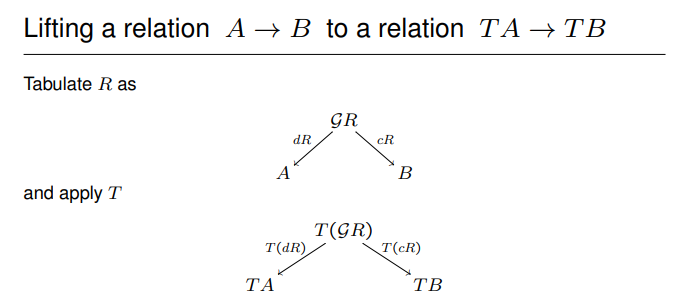 Lifting a relation A → B to a relation TA → TB
Tabulate R as
𝒢R
dR cR
A B
and apply T
T(𝒢R)
T(dR) T(cR)
TA TB